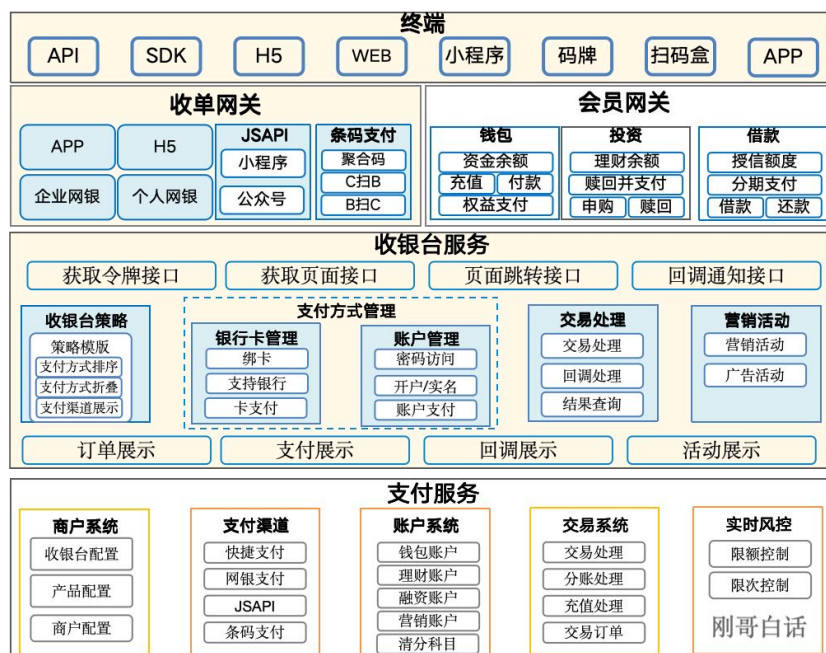 终端
API SDK H5 WEB 小程序 码牌 扫码盒 APP
收单网关
APP H5
企业网银 个人网银
JSAPI
小程序
公众号
条码支付
聚合码
C扫B
B扫C
会员网关
钱包
资金余额
充值 付款
权益支付
投资
理财余额
赎回并支付
申购 赎回
借款
授信额度
分期支付
借款 还款
收银台服务
获取令牌接口 获取页面接口 页面跳转接口 回调通知接口
收银台策略
策略模版
支付方式排序
支付方式折叠
支付渠道展示
支付方式管理
银行卡管理
绑卡
支持银行
卡支付
账户管理
密码访问
开户/实名
账户支付
交易处理
交易处理
回调处理
结果查询
营销活动
营销活动
广告活动
订单展示 支付展示 回调展示 活动展示
支付服务
商户系统
收银台配置
产品配置
商户配置
支付渠道
快捷支付
网银支付
JSAPI
条码支付
账户系统
钱包账户
理财账户
融资账户
营销账户
清分科目
交易系统
交易处理
分账处理
充值处理
交易订单
实时风控
限额控制
限次控制
刚哥白话